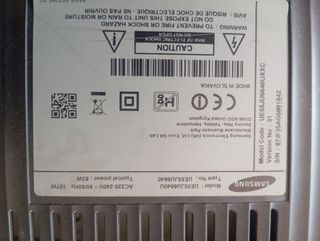 SAMSUNG
Model Code : UE55JU6640UXXC
Version No : 01
Model : UE55JU6640U
Type No. : UE55JU6640
AC220-240V~ 50/60Hz 197W
Typical power : 83W
Samsung Electronics
(UK) Ltd, Euro QA Lab.
Blackbushe Business Park
Saxony Way, Yateley, Hampshire
GU46 6GG United Kingdom
MADE IN SLOVAKIA
CAUTION
RISK OF ELECTRIC SHOCK
DO NOT OPEN
TO PREVENT FIRE OR
SHOCK HAZARD
DO NOT EXPOSE THIS UNIT TO RAIN
OR MOISTURE
AVIS : RISQUE DE CHOC ELECTRIQUE - NE PAS
OUVRIR